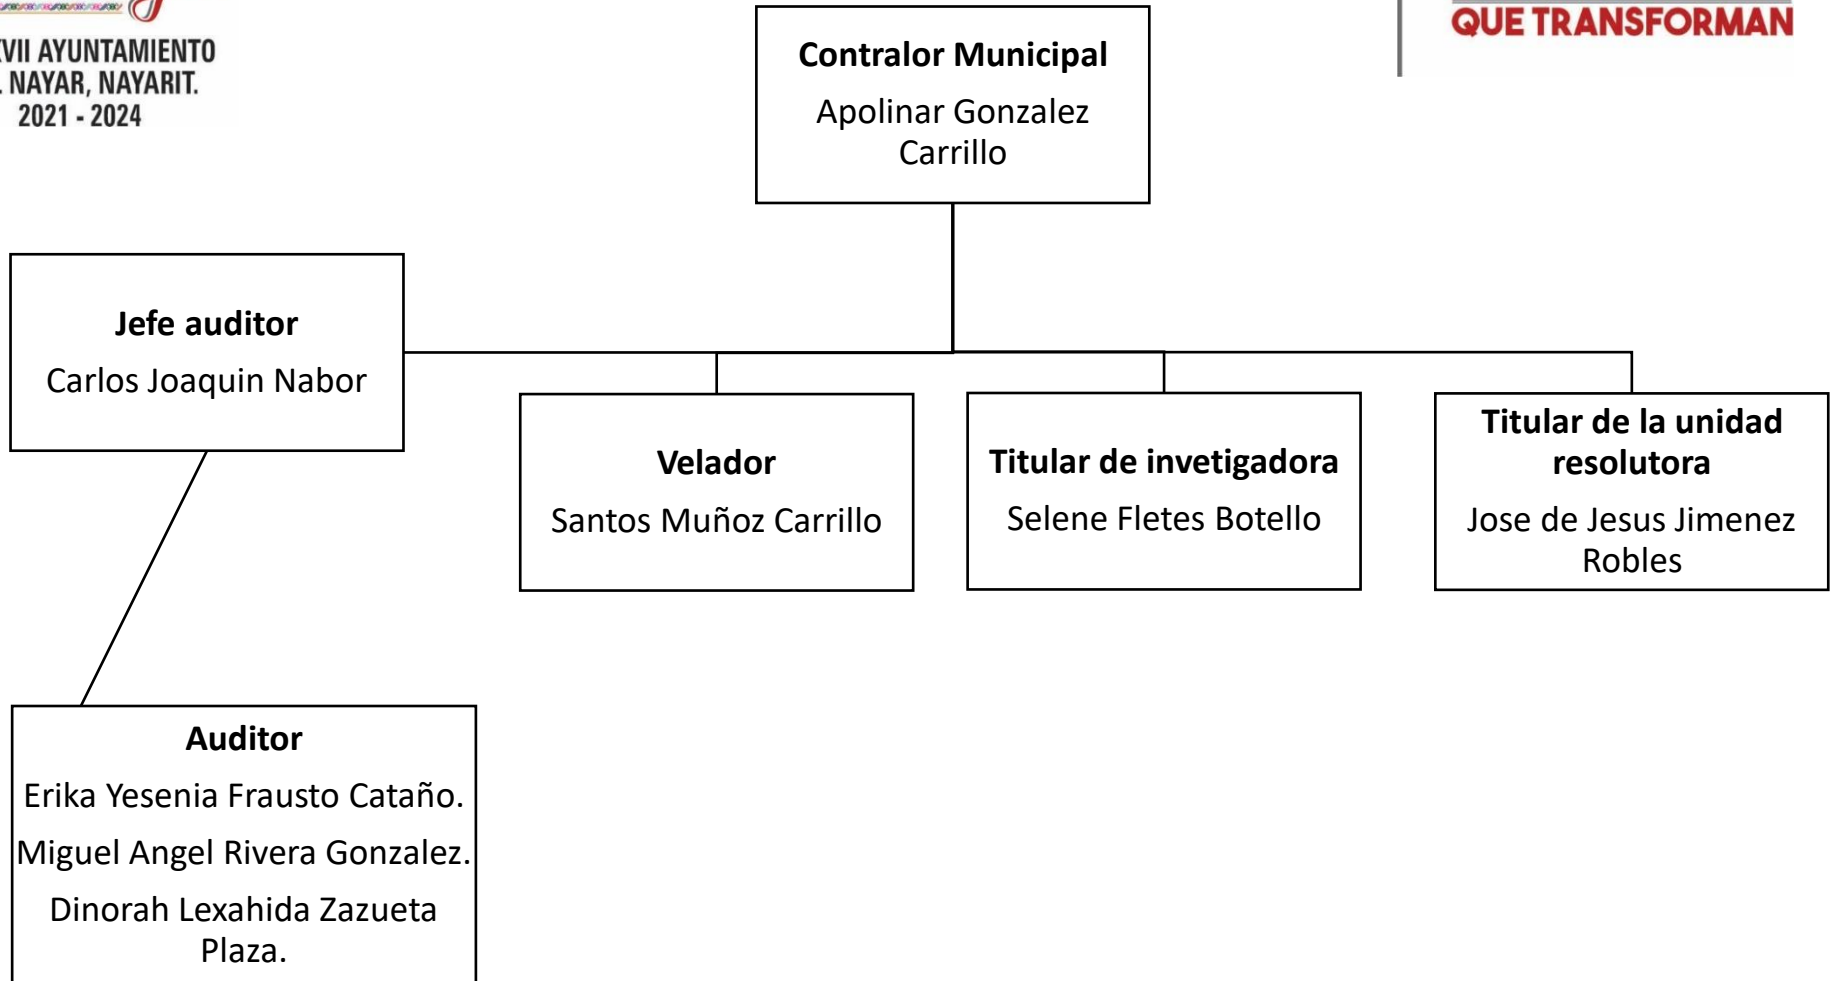 VII AYUNTAMIENTO
NAYAR, NAYARIT.
2021 - 2024
QUE TRANSFORMAN
Contralor Municipal
Apolinar Gonzalez
Carrillo
Jefe auditor
Carlos Joaquin Nabor
Velador
Santos Muñoz Carrillo
Titular de invetigadora
Selene Fletes Botello
Titular de la unidad
resolutora
Jose de Jesus Jimenez
Robles
Auditor
Erika Yesenia Frausto Cataño.
Miguel Angel Rivera Gonzalez.
Dinorah Lexahida Zazueta
Plaza.